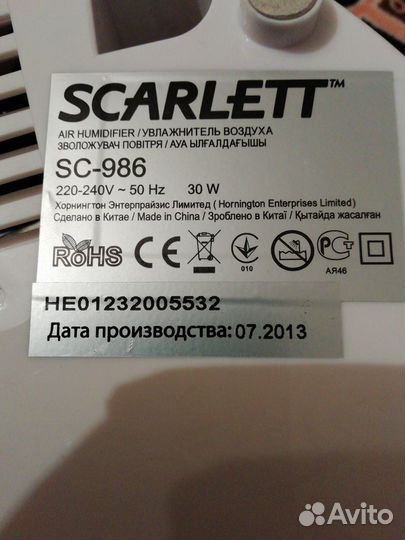 SCARLETT™
AIR HUMIDIFIER / УВЛАЖНИТЕЛЬ ВОЗДУХА
ЗВОЛОЖУВАЧ ПОВІТРЯ / АУА ЫЛҒАЛДАҒЫШЫ
SC-986
220-240V ~ 50 Hz 30 W
Хорнингтон Энтерпрайзис Лимитед ( Hornington Enterprises Limited)
Сделано в Китае / Made in China / Зроблено в Китаї / Қытайда жасалған
RoHS
010
АЯ46
HE01232005532
Дата производства: 07.2013
Avito